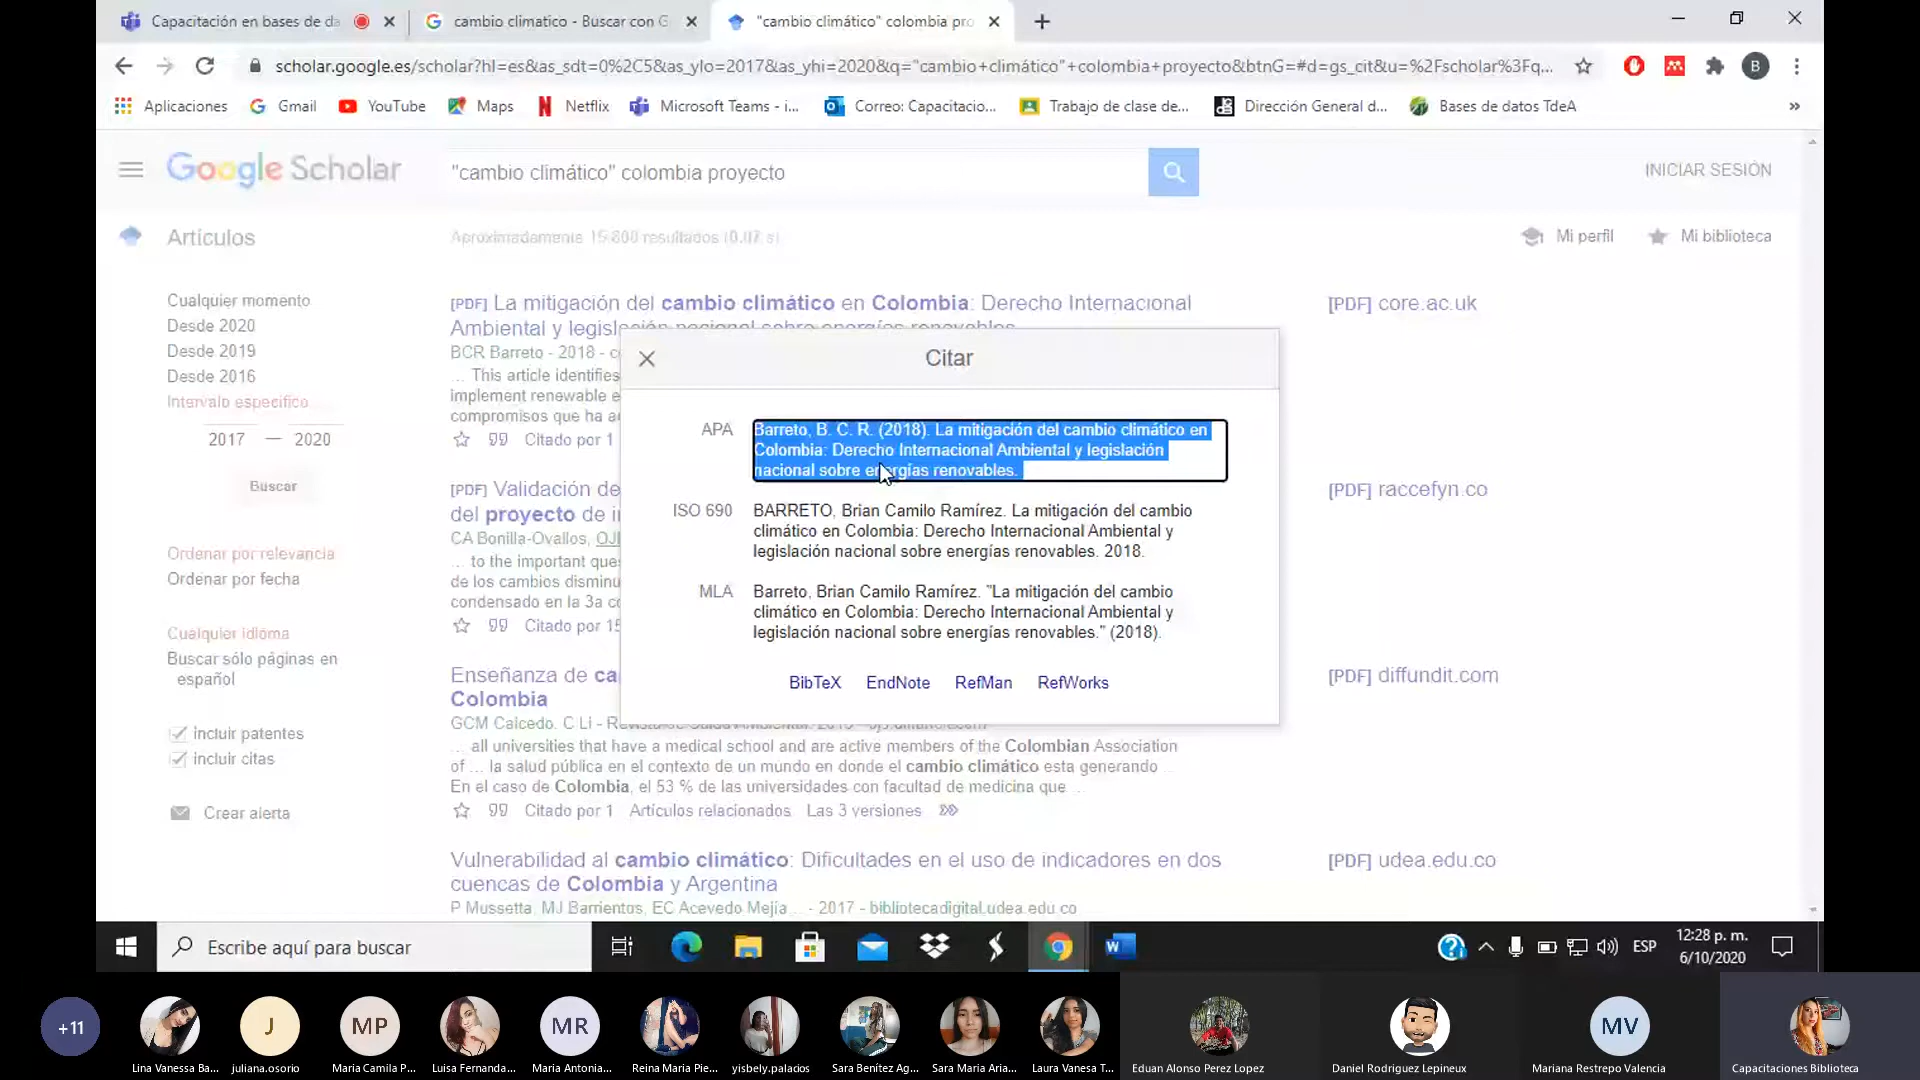 Capacitación en bases de da
cambio climatico - Buscar con G
"cambio climático" colombia pro
scholar.google.es/scholar?hl=es&as_sdt=0%2C5&as_ylo=2017&as_yhi=2020&q="cambio+climático"+colombia+proyecto&btnG=#d=gs_cit&u=%2Fscholar%3Fq...
B
Aplicaciones
Gmail
YouTube
Maps
Netflix
Microsoft Teams - i...
Correo: Capacitacio...
Trabajo de clase de...
Dirección General d...
Bases de datos TdeA
»
Google Scholar
"cambio climático" colombia proyecto
INICIAR SESIÓN
Artículos
Aproximadamente 15.800 resultados (0,07 s)
Mi perfil
Mi biblioteca
Cualquier momento
Desde 2020
Desde 2019
Desde 2016
Intervalo específico...
2017 — 2020
Buscar
Ordenar por relevancia
Ordenar por fecha
Cualquier idioma
Buscar sólo páginas en
español
incluir patentes
incluir citas
Crear alerta
[PDF] La mitigación del cambio climático en Colombia: Derecho Internacional
Ambiental y legislación nacional sobre energías renovables
BCR Barreto - 2018 - c
... This article identifies
implement renewable e
compromisos que ha a
Citado por 1
[PDF] core.ac.uk
[PDF] Validación de
del proyecto de i
CA Bonilla-Ovallos, OJ
... to the important que
de los cambios disminu
condensado en la 3a c
Citado por 15
[PDF] raccefyn.co
Enseñanza de ca
Colombia
GCM Caicedo, C Li - Revista de Salud Ambiental, 2019 -
... all universities that have a medical school and are active members of the Colombian Association
of ... la salud pública en el contexto de un mundo en donde el cambio climático esta generando ...
En el caso de Colombia, el 53 % de las universidades con facultad de medicina que ...
Citado por 1 Artículos relacionados Las 3 versiones
[PDF] diffundit.com
Vulnerabilidad al cambio climático: Dificultades en el uso de indicadores en dos
cuencas de Colombia y Argentina
P Mussetta, MJ Barrientos, EC Acevedo Mejía ... - 2017 - bibliotecadigital.udea.edu.co
[PDF] udea.edu.co
Citar
APA
Barreto, B. C. R. (2018). La mitigación del cambio climático en
Colombia: Derecho Internacional Ambiental y legislación
nacional sobre energías renovables.
ISO 690
BARRETO, Brian Camilo Ramírez. La mitigación del cambio
climático en Colombia: Derecho Internacional Ambiental y
legislación nacional sobre energías renovables. 2018.
MLA
Barreto, Brian Camilo Ramírez. "La mitigación del cambio
climático en Colombia: Derecho Internacional Ambiental y
legislación nacional sobre energías renovables." (2018).
BibTeX EndNote RefMan RefWorks
Escribe aquí para buscar
ESP
12:28 p. m.
6/10/2020
+11
Lina Vanessa Ba...
J
juliana.osorio
MP
Maria Camila P...
Luisa Fernanda...
MR
Maria Antonia...
Reina Maria Pie...
yisbely.palacios
Sara Benítez Ag...
Sara Maria Aria...
Laura Vanesa T...
Eduan Alonso Perez Lopez
Daniel Rodriguez Lepineux
MV
Mariana Restrepo Valencia
Capacitaciones Biblioteca